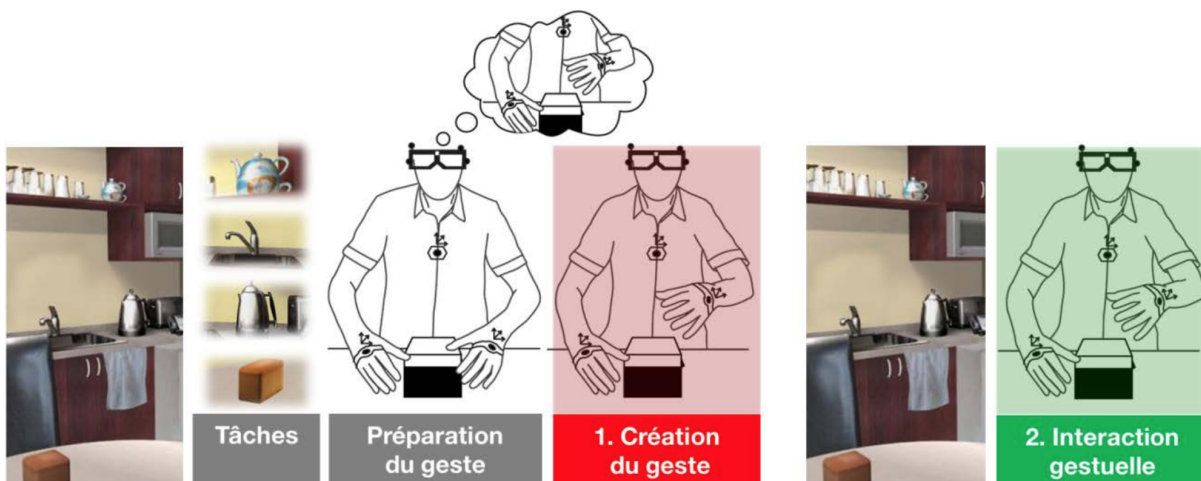 Tâches
Préparation
du geste
1. Création
du geste
2. Interaction
gestuelle